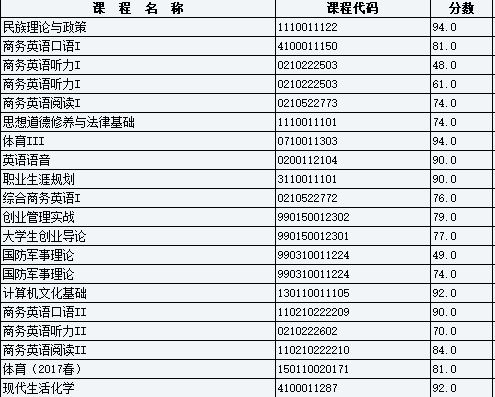 课 程 名 称 课程代码 分数
民族理论与政策 1110011122 94.0
商务英语口语I 4100011150 81.0
商务英语听力I 0210222503 48.0
商务英语听力I 0210222503 61.0
商务英语阅读I 0210522773 74.0
思想道德修养与法律基础 1110011101 74.0
体育III 0710011303 94.0
英语语音 0200112104 90.0
职业生涯规划 3110011101 90.0
综合商务英语I 0210522772 76.0
创业管理实战 990150012302 79.0
大学生创业导论 990150012301 77.0
国防军事理论 990310011224 49.0
国防军事理论 990310011224 74.0
计算机文化基础 130110011105 92.0
商务英语口语II 110210222209 90.0
商务英语听力II 0210222602 70.0
商务英语阅读II 110210222210 84.0
体育（2017春） 150110020171 81.0
现代生活化学 4100011287 92.0